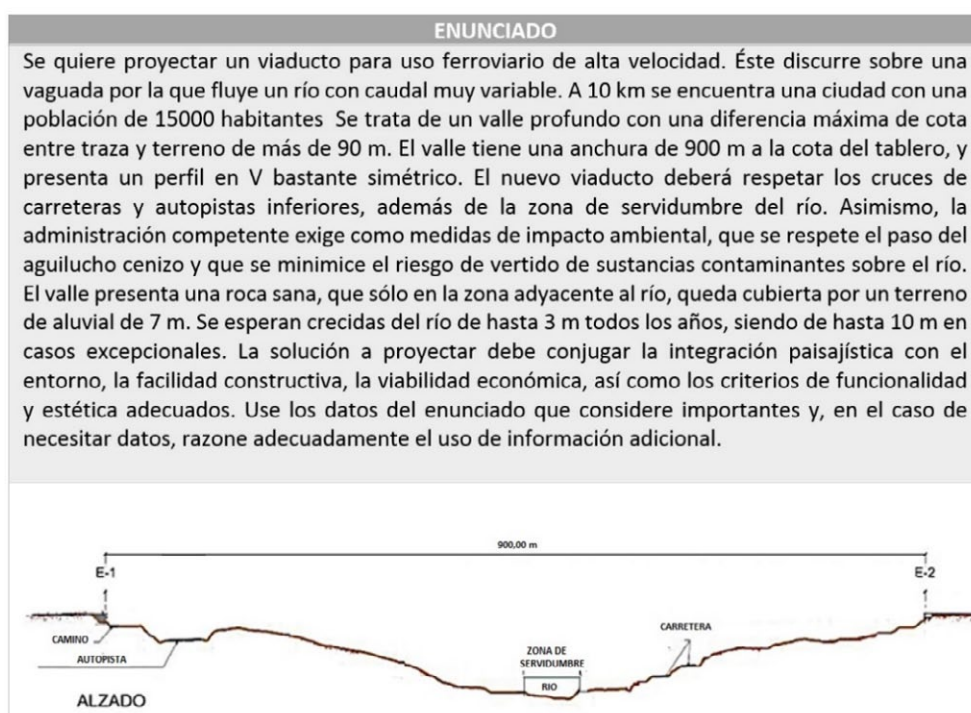 ENUNCIADO
Se quiere proyectar un viaducto para uso ferroviario de alta velocidad. Éste discurre sobre una
vaguada por la que fluye un río con caudal muy variable. A 10 km se encuentra una ciudad con una
población de 15000 habitantes Se trata de un valle profundo con una diferencia máxima de cota
entre traza y terreno de más de 90 m. El valle tiene una anchura de 900 m a la cota del tablero, y
presenta un perfil en V bastante simétrico. El nuevo viaducto deberá respetar los cruces de
carreteras y autopistas inferiores, además de la zona de servidumbre del río. Asimismo, la
administración competente exige como medidas de impacto ambiental, que se respete el paso del
aguilucho cenizo y que se minimice el riesgo de vertido de sustancias contaminantes sobre el río.
El valle presenta una roca sana, que sólo en la zona adyacente al río, queda cubierta por un terreno
de aluvial de 7 m. Se esperan crecidas del río de hasta 3 m todos los años, siendo de hasta 10 m en
casos excepcionales. La solución a proyectar debe conjugar la integración paisajística con el
entorno, la facilidad constructiva, la viabilidad económica, así como los criterios de funcionalidad
y estética adecuados. Use los datos del enunciado que considere importantes y, en el caso de
necesitar datos, razone adecuadamente el uso de información adicional.
900,00 m
E-1
E-2
CAMINO
AUTOPISTA
CARRETERA
ZONA DE
SERVIDUMBRE
RIO
ALZADO